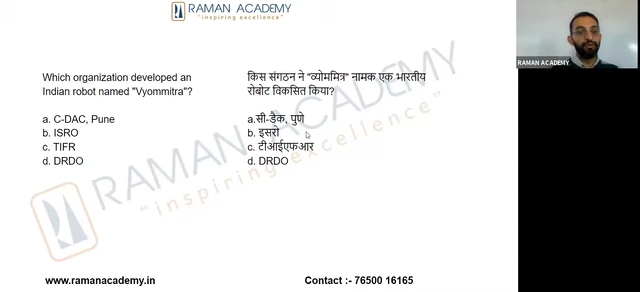 RAMAN ACADEMY
"inspiring excellence"
RAMAN ACADEMY
Which organization developed an
Indian robot named "Vyommitra"?
a. C-DAC, Pune
b. ISRO
c. TIFR
d. DRDO
किस संगठन ने "व्योममित्र" नामक एक भारतीय
रोबोट विकसित किया?
a.सी-डैक, पुणे
b. इसरो
c. टीआईएफआर
d. DRDO
RAMAN ACADEMY
"inspiring excellence"
www.ramanacademy.in
Contact :- 76500 16165